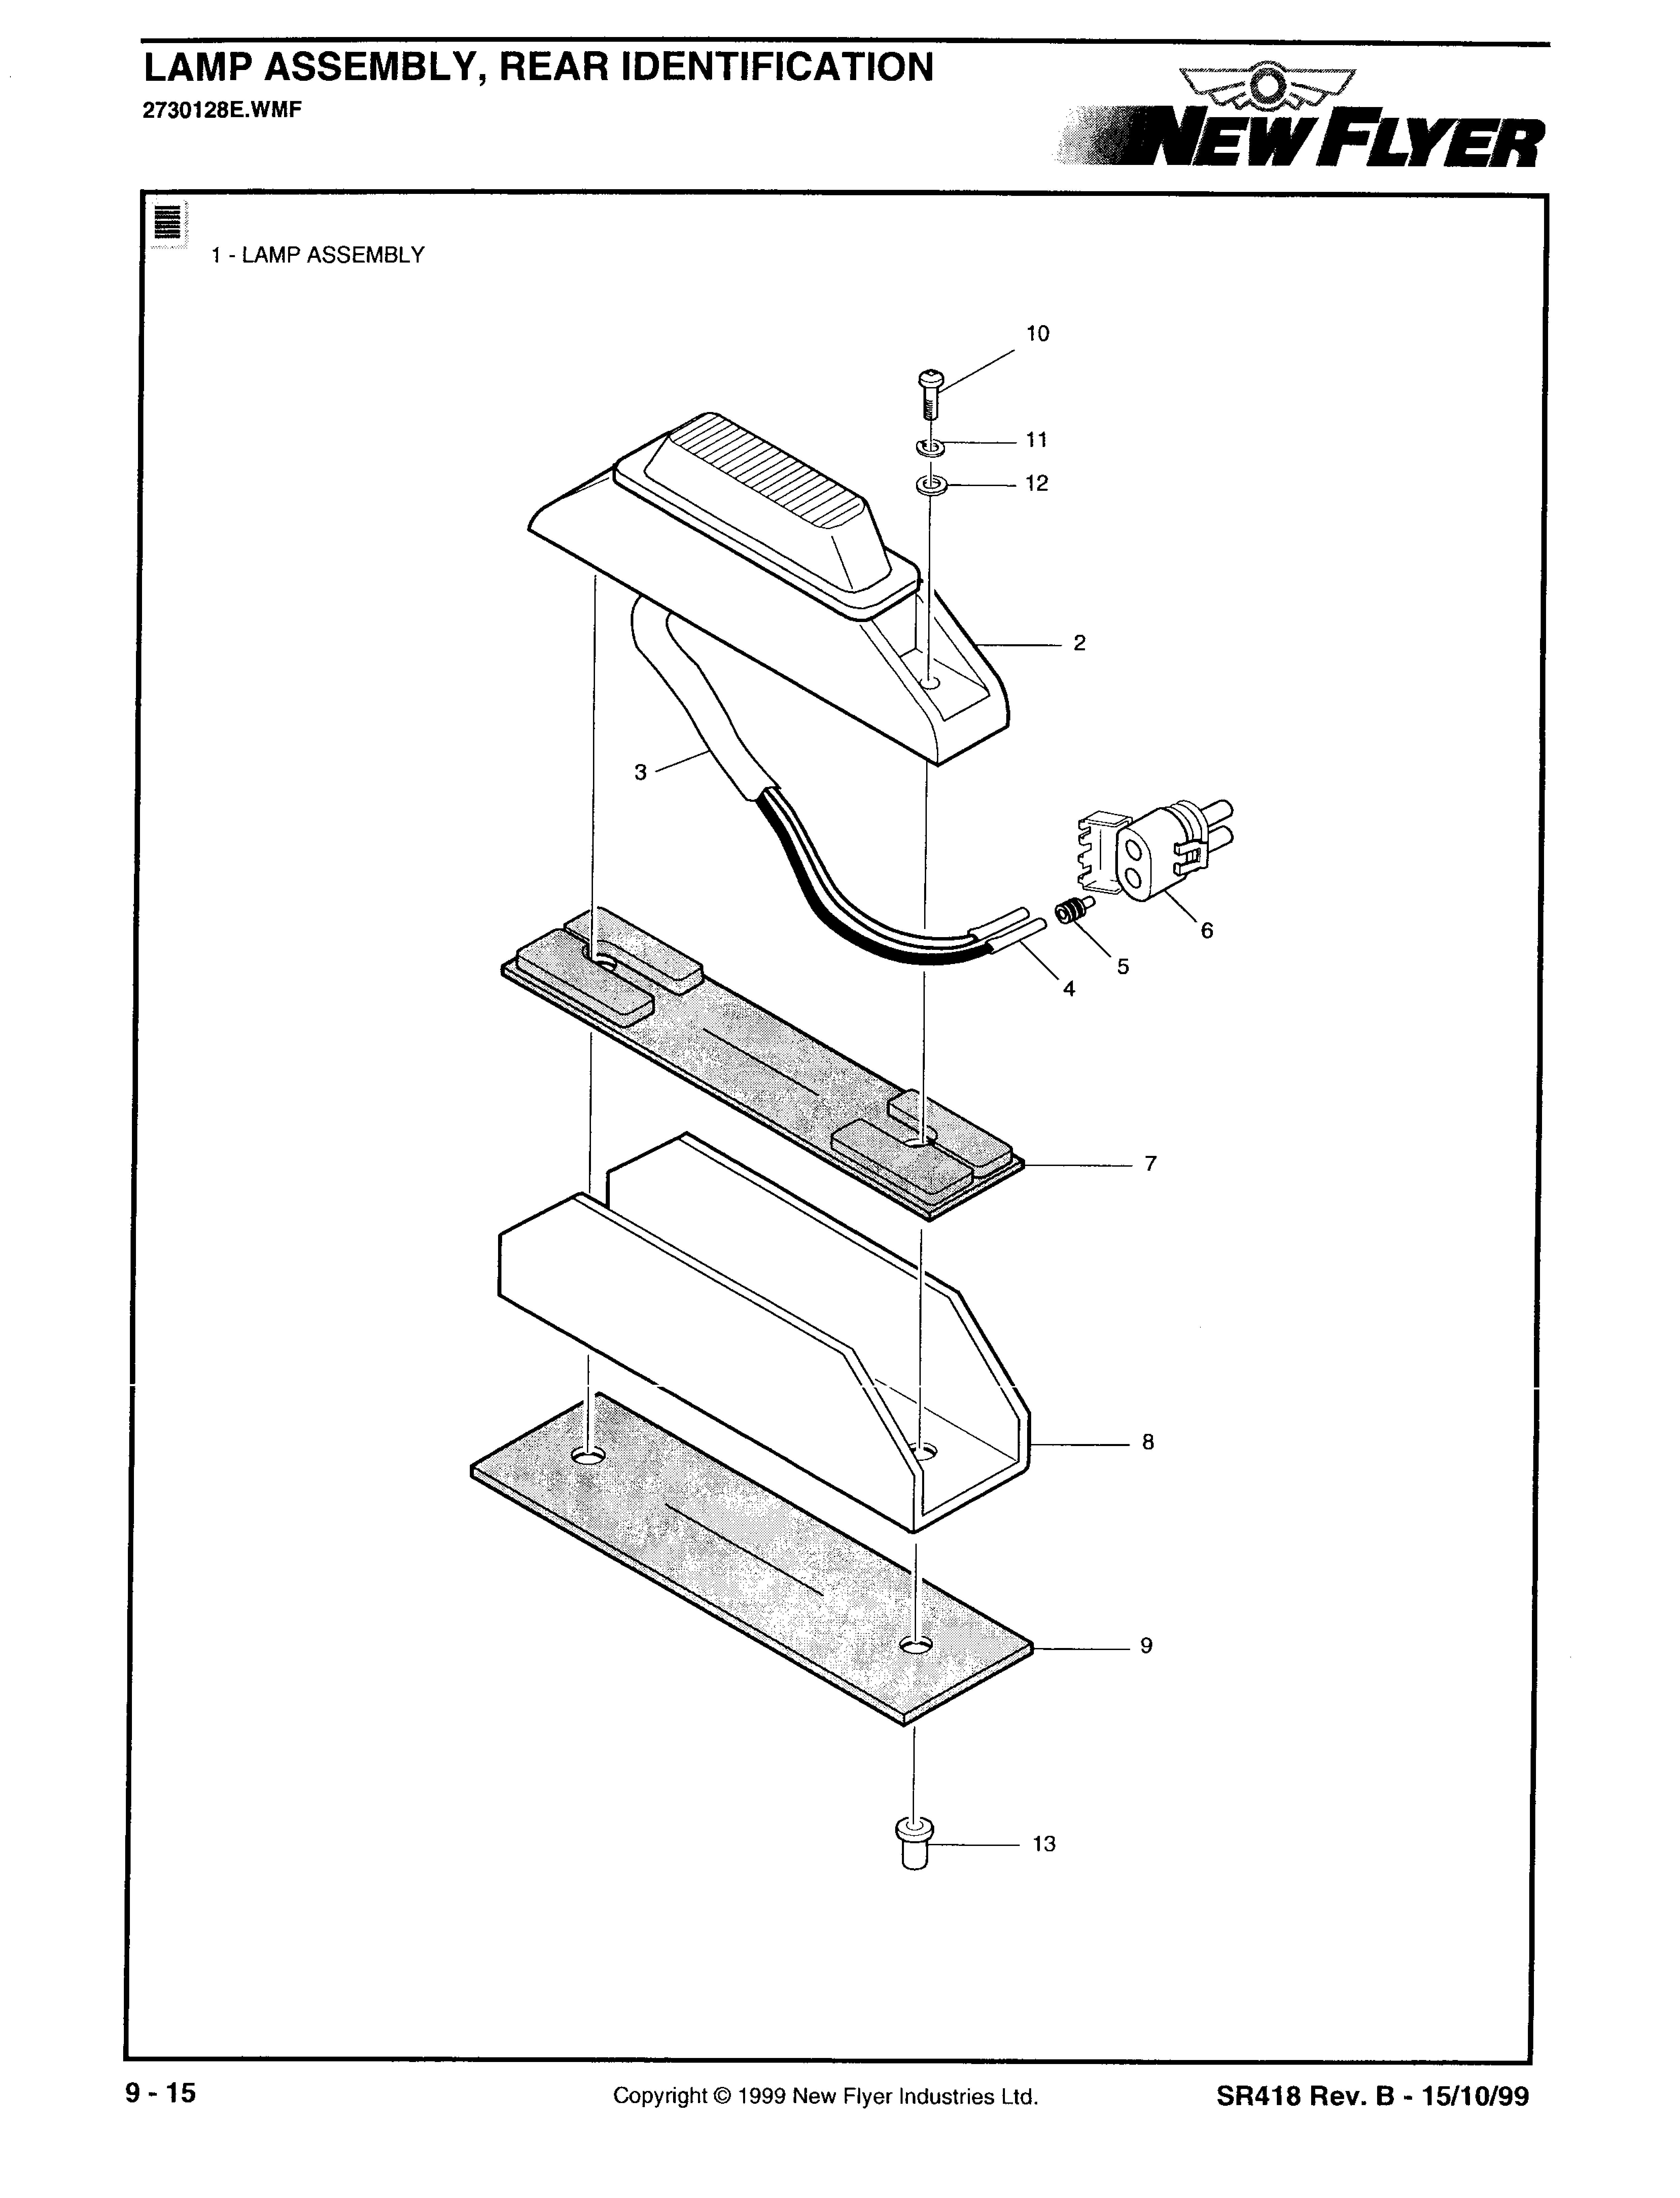 LAMP ASSEMBLY, REAR IDENTIFICATION
2730128E.WMF
NEW FLYER
1 - LAMP ASSEMBLY
10
11
12
2
3
6
5
4
7
8
9
13
9 - 15
Copyright © 1999 New Flyer Industries Ltd.
SR418 Rev. B - 15/10/99